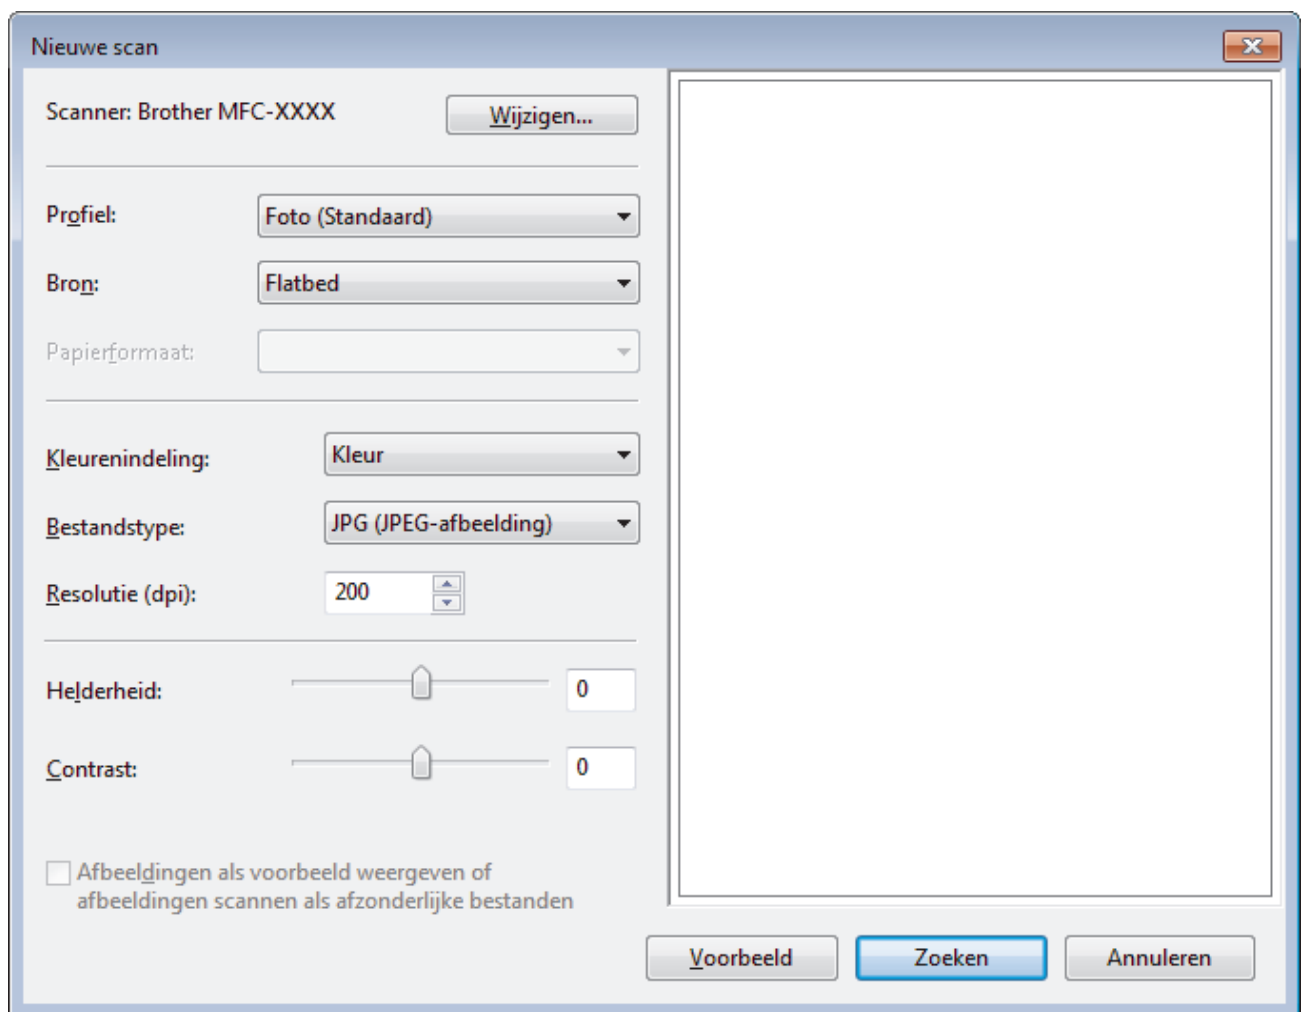 Nieuwe scan
Scanner: Brother MFC-XXXX
Wijzigen...
Profiel:
Foto (Standaard)
Bron:
Flatbed
Papierformaat:
Kleurenindeling:
Kleur
Bestandstype:
JPG (JPEG-afbeelding)
Resolutie (dpi):
200
Helderheid:
0
Contrast:
0
Afbeeldingen als voorbeeld weergeven of
afbeeldingen scannen als afzonderlijke bestanden
Voorbeeld
Zoeken
Annuleren